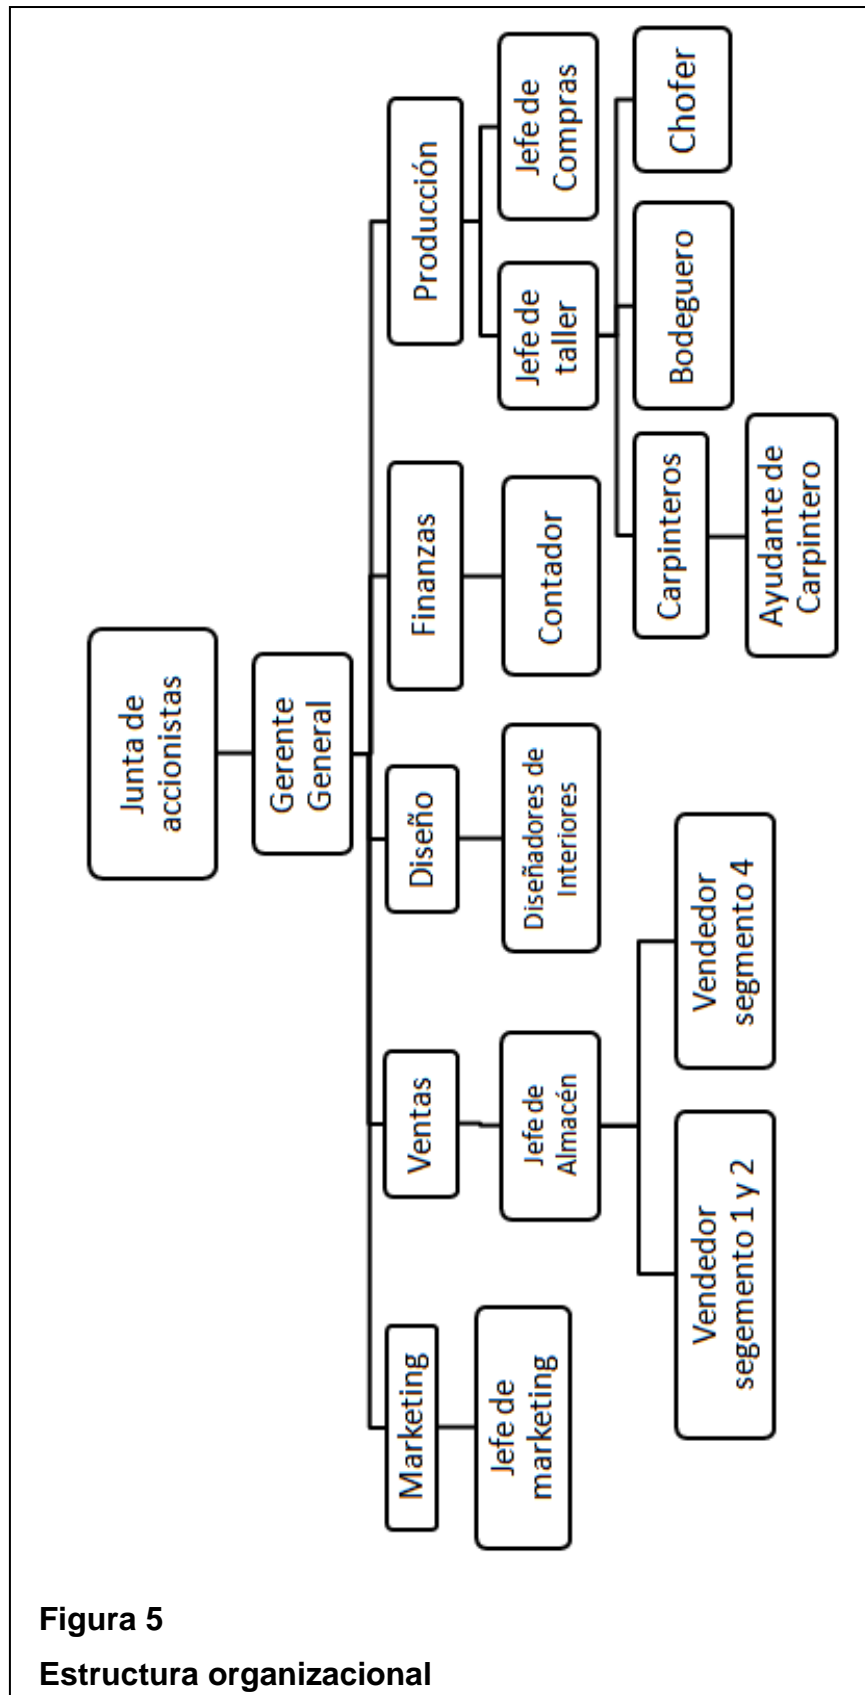 Junta de
accionistas
Gerente
General
Marketing
Ventas
Diseño
Finanzas
Producción
Jefe de
marketing
Jefe de
Almacén
Diseñadores de
Interiores
Contador
Jefe de
taller
Jefe de
Compras
Vendedor
segemento 1 y 2
Vendedor
segmento 4
Carpinteros
Bodeguero
Chofer
Ayudante de
Carpintero
Figura 5
Estructura organizacional